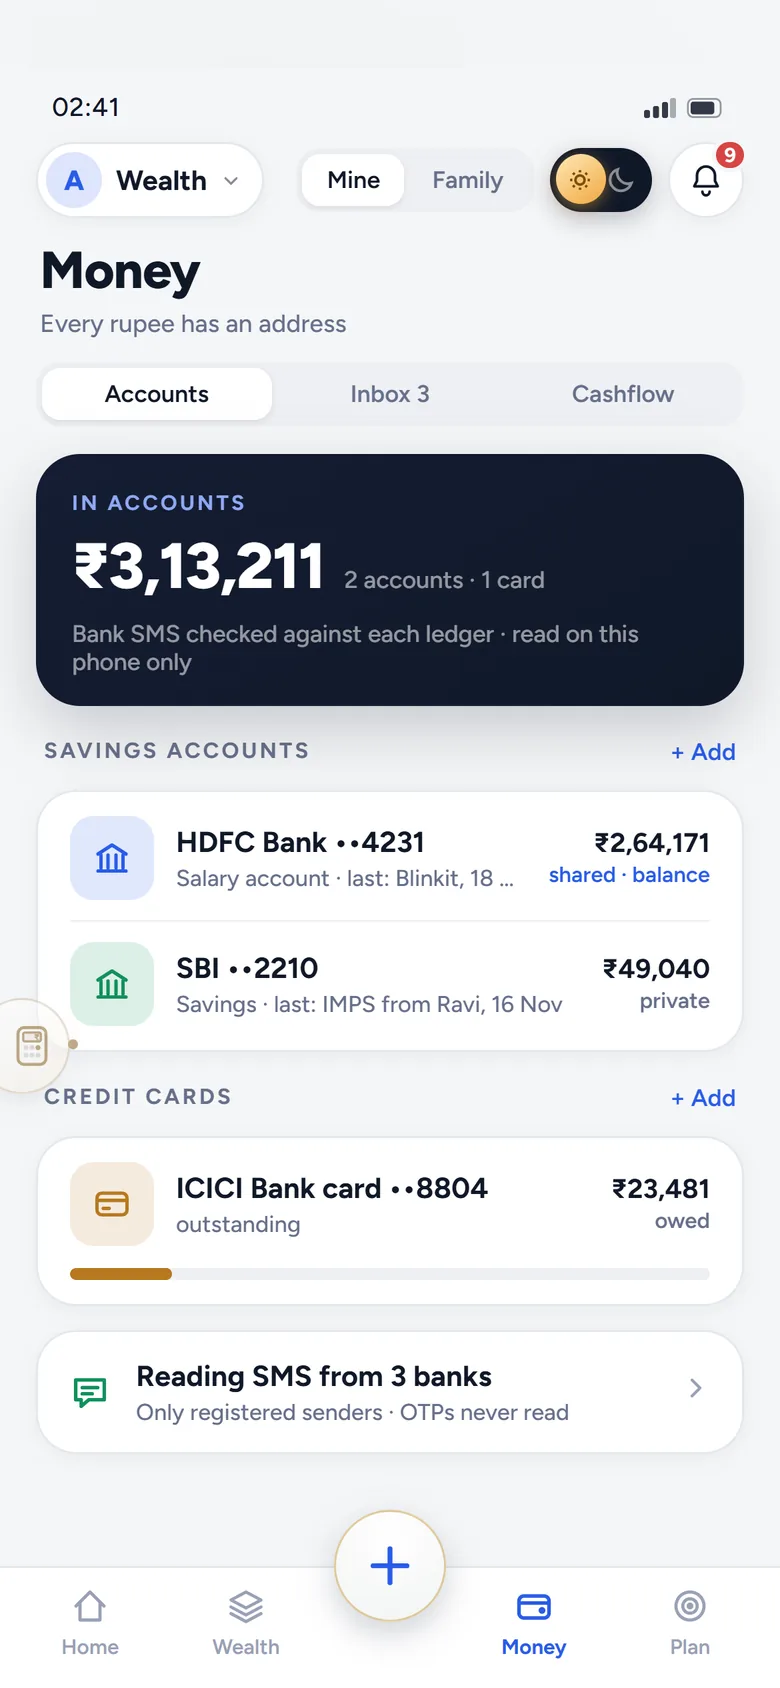 02:41
A Wealth
Mine Family
9
Money
Every rupee has an address
Accounts Inbox 3 Cashflow
IN ACCOUNTS
₹3,13,211 2 accounts · 1 card
Bank SMS checked against each ledger · read on this
phone only
SAVINGS ACCOUNTS + Add
HDFC Bank ••4231 ₹2,64,171
Salary account · last: Blinkit, 18 ... shared · balance
SBI ••2210 ₹49,040
Savings · last: IMPS from Ravi, 16 Nov private
CREDIT CARDS + Add
ICICI Bank card ••8804 ₹23,481
outstanding owed
Reading SMS from 3 banks
Only registered senders · OTPs never read
Home Wealth Money Plan